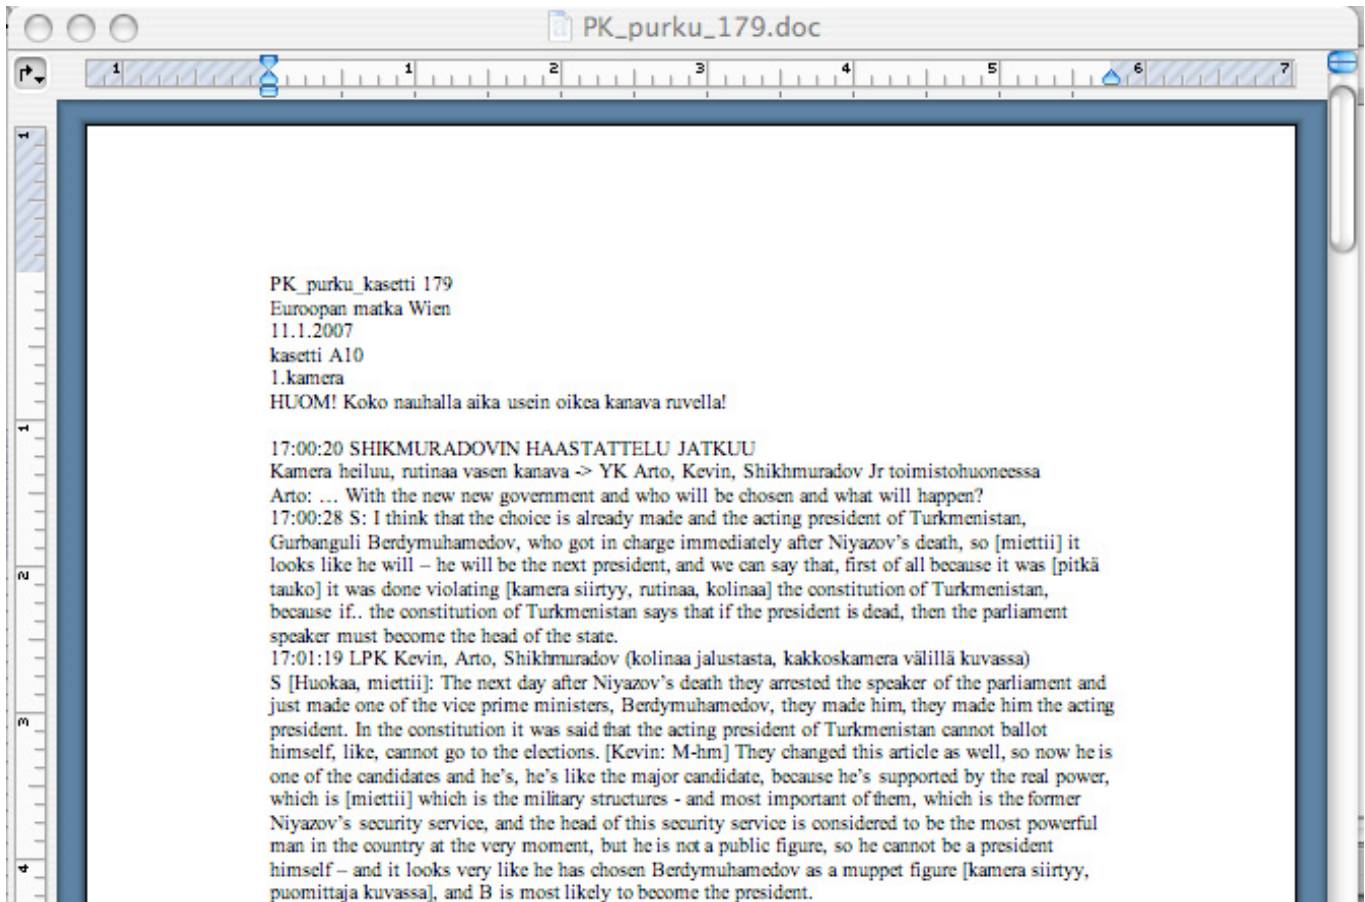 PK_purku_179.doc
1 1 2 3 4 5 6 7
1
1
2
3
4
PK_purku_kasetti 179
Euroopan matka Wien
11.1.2007
kasetti A10
1.kamera
HUOM! Koko nauhalla aika usein oikea kanava ruvella!
17:00:20 SHIKMURADOVIN HAASTATTELU JATKUU
Kamera heiluu, rutinaa vasen kanava -> YK Arto, Kevin, Shikhmuradov Jr toimistohuoneessa
Arto: … With the new new government and who will be chosen and what will happen?
17:00:28 S: I think that the choice is already made and the acting president of Turkmenistan,
Gurbanguli Berdymuhamedov, who got in charge immediately after Niyazov’s death, so [miettii] it
looks like he will – he will be the next president, and we can say that, first of all because it was [pitkä
tauko] it was done violating [kamera siirtyy, rutinaa, kolinaa] the constitution of Turkmenistan,
because if.. the constitution of Turkmenistan says that if the president is dead, then the parliament
speaker must become the head of the state.
17:01:19 LPK Kevin, Arto, Shikhmuradov (kolinaa jalustasta, kakkoskamera välillä kuvassa)
S [Huokaa, miettii]: The next day after Niyazov’s death they arrested the speaker of the parliament and
just made one of the vice prime ministers, Berdymuhamedov, they made him, they made him the acting
president. In the constitution it was said that the acting president of Turkmenistan cannot ballot
himself, like, cannot go to the elections. [Kevin: M-hm] They changed this article as well, so now he is
one of the candidates and he’s, he’s like the major candidate, because he’s supported by the real power,
which is [miettii] which is the military structures - and most important of them, which is the former
Niyazov’s security service, and the head of this security service is considered to be the most powerful
man in the country at the very moment, but he is not a public figure, so he cannot be a president
himself – and it looks very like he has chosen Berdymuhamedov as a muppet figure [kamera siirtyy,
puomittaja kuvassa], and B is most likely to become the president.